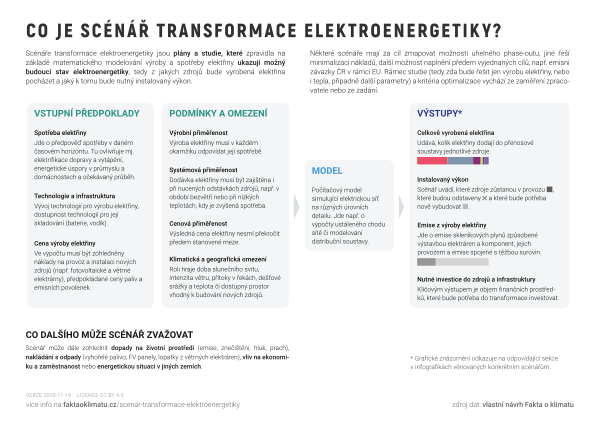 CO JE SCÉNÁŘ TRANSFORMACE ELEKTROENERGETIKY?
Scénáře transformace elektroenergetiky jsou plány a studie, které zpravidla na
základě matematického modelování výroby a spotřeby elektřiny ukazují možný
budoucí stav elektroenergetiky, tedy z jakých zdrojů bude vyrobená elektřina
pocházet a jaký k tomu bude nutný instalovaný výkon.
Některé scénáře mají za cíl zmapovat možnosti uhelného phase-outu, jiné řeší
minimalizaci nákladů, další možnost naplnění předem vyjednaných cílů, např. emisní
závazky ČR v rámci EU. Rámec studie (tedy zda bude řešit jen výrobu elektřiny, nebo
i tepla, případně další parametry) a kritéria optimalizace vychází ze zaměření zpraco-
vatele nebo ze zadání.
VSTUPNÍ PŘEDPOKLADY
Spotřeba elektřiny
Jde o předpověď spotřeby v daném
časovém horizontu. Tu ovlivňuje mj.
elektrifikace dopravy a vytápění,
energetické úspory v průmyslu a
domácnostech a očekávaný průběh.
Technologie a infrastruktura
Vývoj technologií pro výrobu elektřiny,
dostupnost technologií pro její
skladování (baterie, vodík).
Cena výroby elektřiny
Ve výpočtu musí být zohledněny
náklady na provoz a instalaci nových
zdrojů (např. fotovoltaické a větrné
elektrárny), předpokládané ceny paliv a
emisních povolenek.
PODMÍNKY A OMEZENÍ
Výrobní přiměřenost
Výroba elektřiny musí v každém
okamžiku odpovídat její spotřebě.
Systémová přiměřenost
Dodávka elektřiny musí být zajištěna i
při nucených odstávkách zdrojů, např. v
období bezvětří nebo při nízkých
teplotách, kdy je zvýšená spotřeba.
Cenová přiměřenost
Výsledná cena elektřiny nesmí překročit
předem stanovené meze.
Klimatická a geografická omezení
Roli hraje doba slunečního svitu,
intenzita větru, přítoky v řekách, dešťové
srážky a teplota či dostupný prostor
vhodný k budování nových zdrojů.
MODEL
Počítačový model
simulující elektrickou síť
na různých úrovních
detailu. Jde např. o
výpočty ustáleného chodu
sítě či modelování
distribuční soustavy.
VÝSTUPY*
Celkově vyrobená elektřina
Udává, kolik elektřiny dodají do přenosové
soustavy jednotlivé zdroje.
Instalovaný výkon
Scénář uvádí, které zdroje zůstanou v provozu ,
které budou odstaveny ✕ a které bude potřeba
nově vybudovat .
Emise z výroby elektřiny
Jde o emise skleníkových plynů způsobené
výstavbou elektráren a komponent, jejich
provozem a emise spojené s těžbou surovin.
Nutné investice do zdrojů a infrastruktury
Klíčovým výstupem je objem finančních prostřed-
ků, které bude potřeba do transformace investovat.
CO DALŠÍHO MŮŽE SCÉNÁŘ ZVAŽOVAT
Scénář může dále zohlednit dopady na životní prostředí (emise, znečištění, hluk, prach),
nakládání s odpady (vyhořelé palivo, FV panely, lopatky z větrných elektráren), vliv na ekonomi-
ku a zaměstnanost nebo energetickou situaci v jiných zemích.
* Grafické znázornění odkazuje na odpovídající sekce
v infografikách věnovaných konkrétním scénářům.
VERZE 2020-11-19 LICENCE CC BY 4.0
více info na faktaoklimatu.cz/scenar-transformace-elektroenergetiky
zdroj dat: vlastní návrh Fakta o klimatu